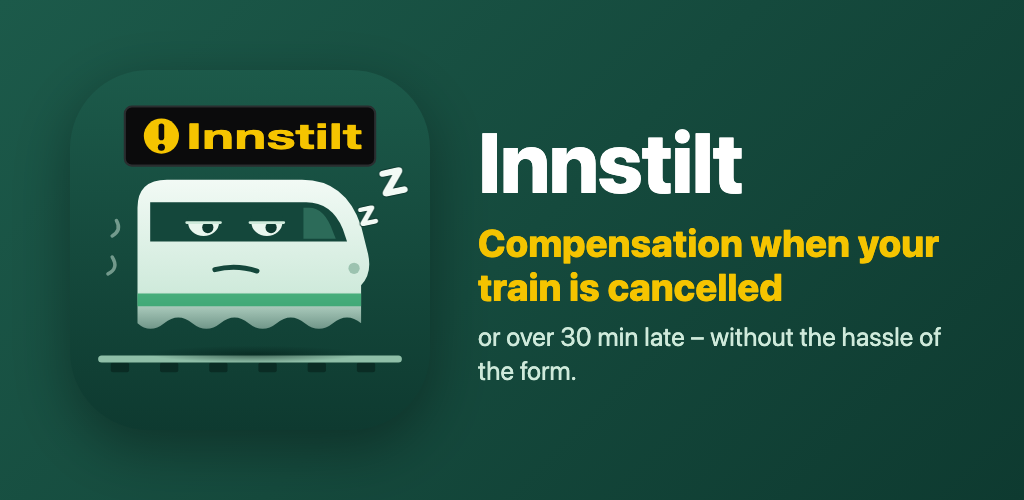 Innstilt
z
z
Innstilt
Compensation when your
train is cancelled
or over 30 min late – without the hassle of
the form.